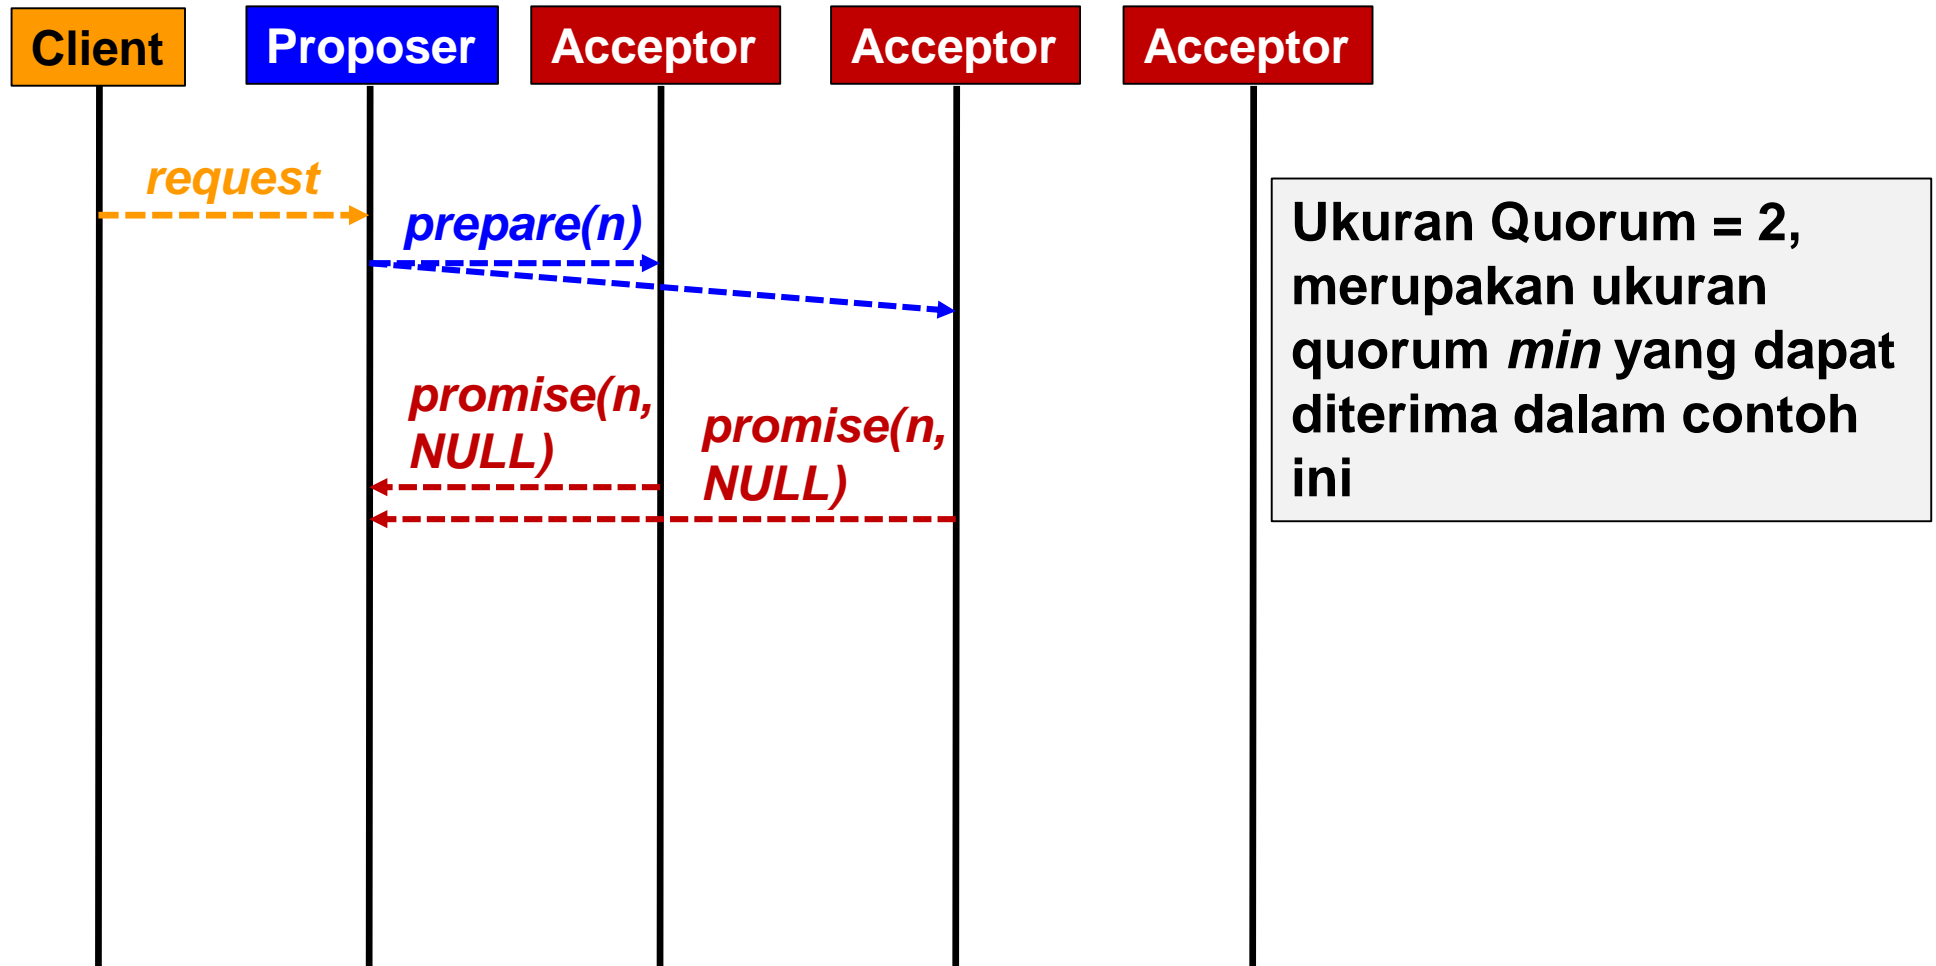 Client
Proposer
Acceptor
Acceptor
Acceptor
request
prepare(n)
promise(n,
NULL)
promise(n,
NULL)
Ukuran Quorum = 2,
merupakan ukuran
quorum min yang dapat
diterima dalam contoh
ini